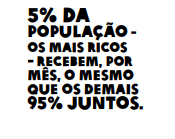 5% DA
POPULAÇÃO -
OS MAIS RICOS
- RECEBEM, POR
MÊS, O MESMO
QUE OS DEMAIS
95% JUNTOS.